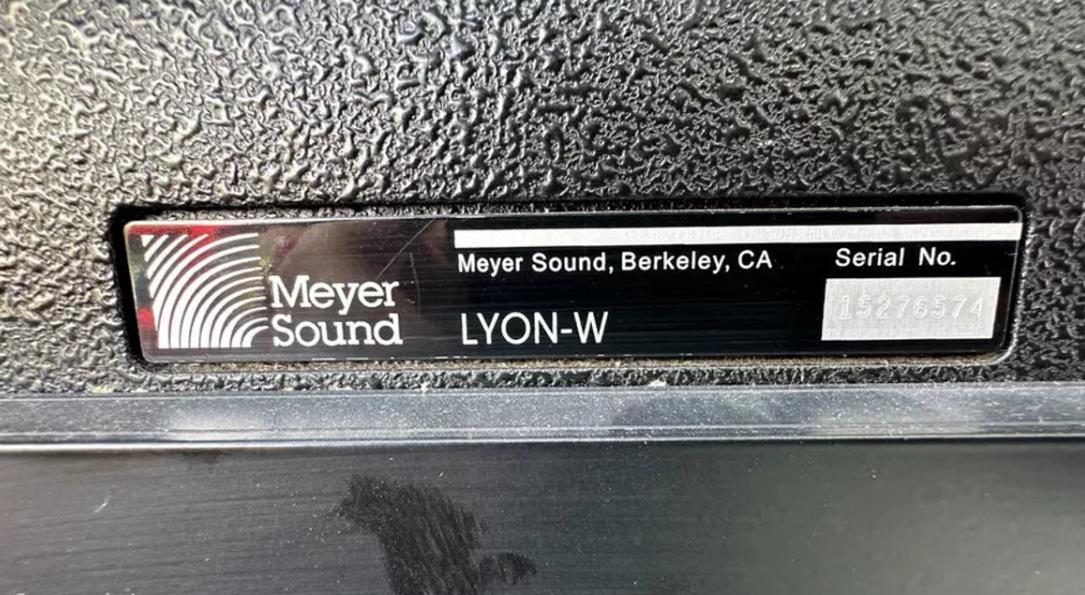 Meyer
Sound
Meyer Sound, Berkeley, CA
LYON-W
Serial No.
15276574